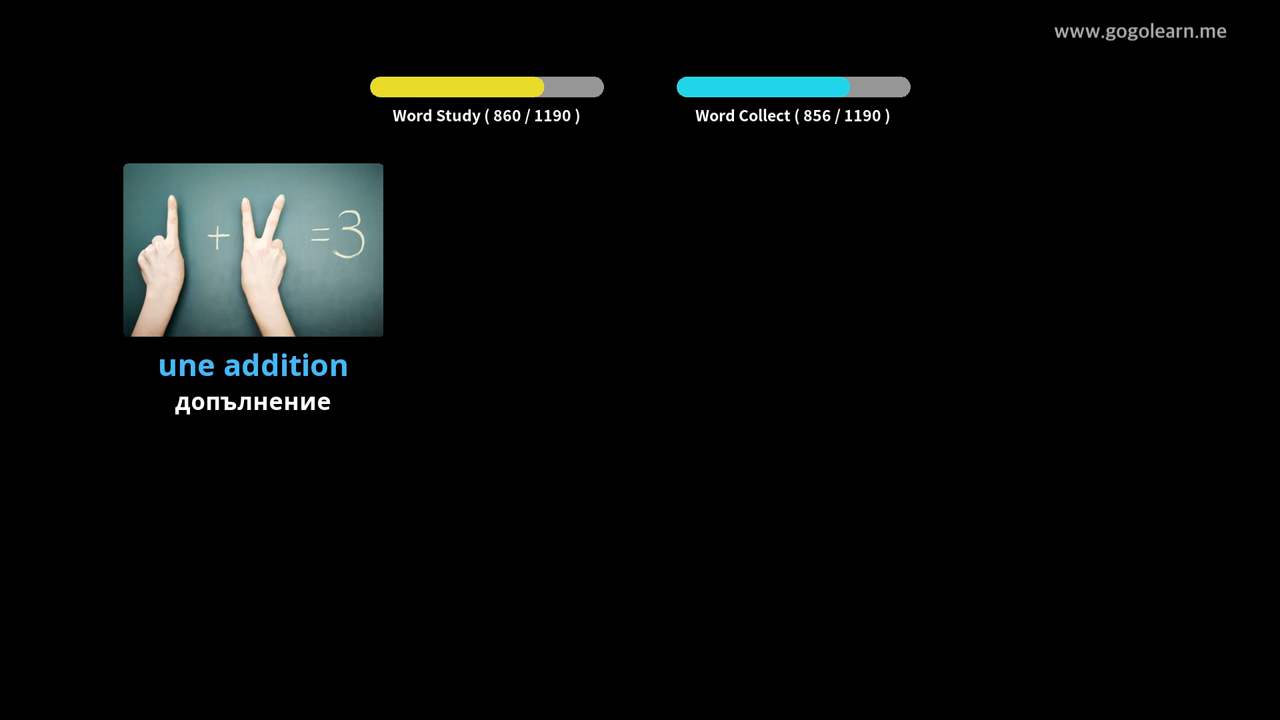 www.gogolearn.me
Word Study ( 860 / 1190 )
Word Collect ( 856 / 1190 )
+ =3
une addition
допълнение